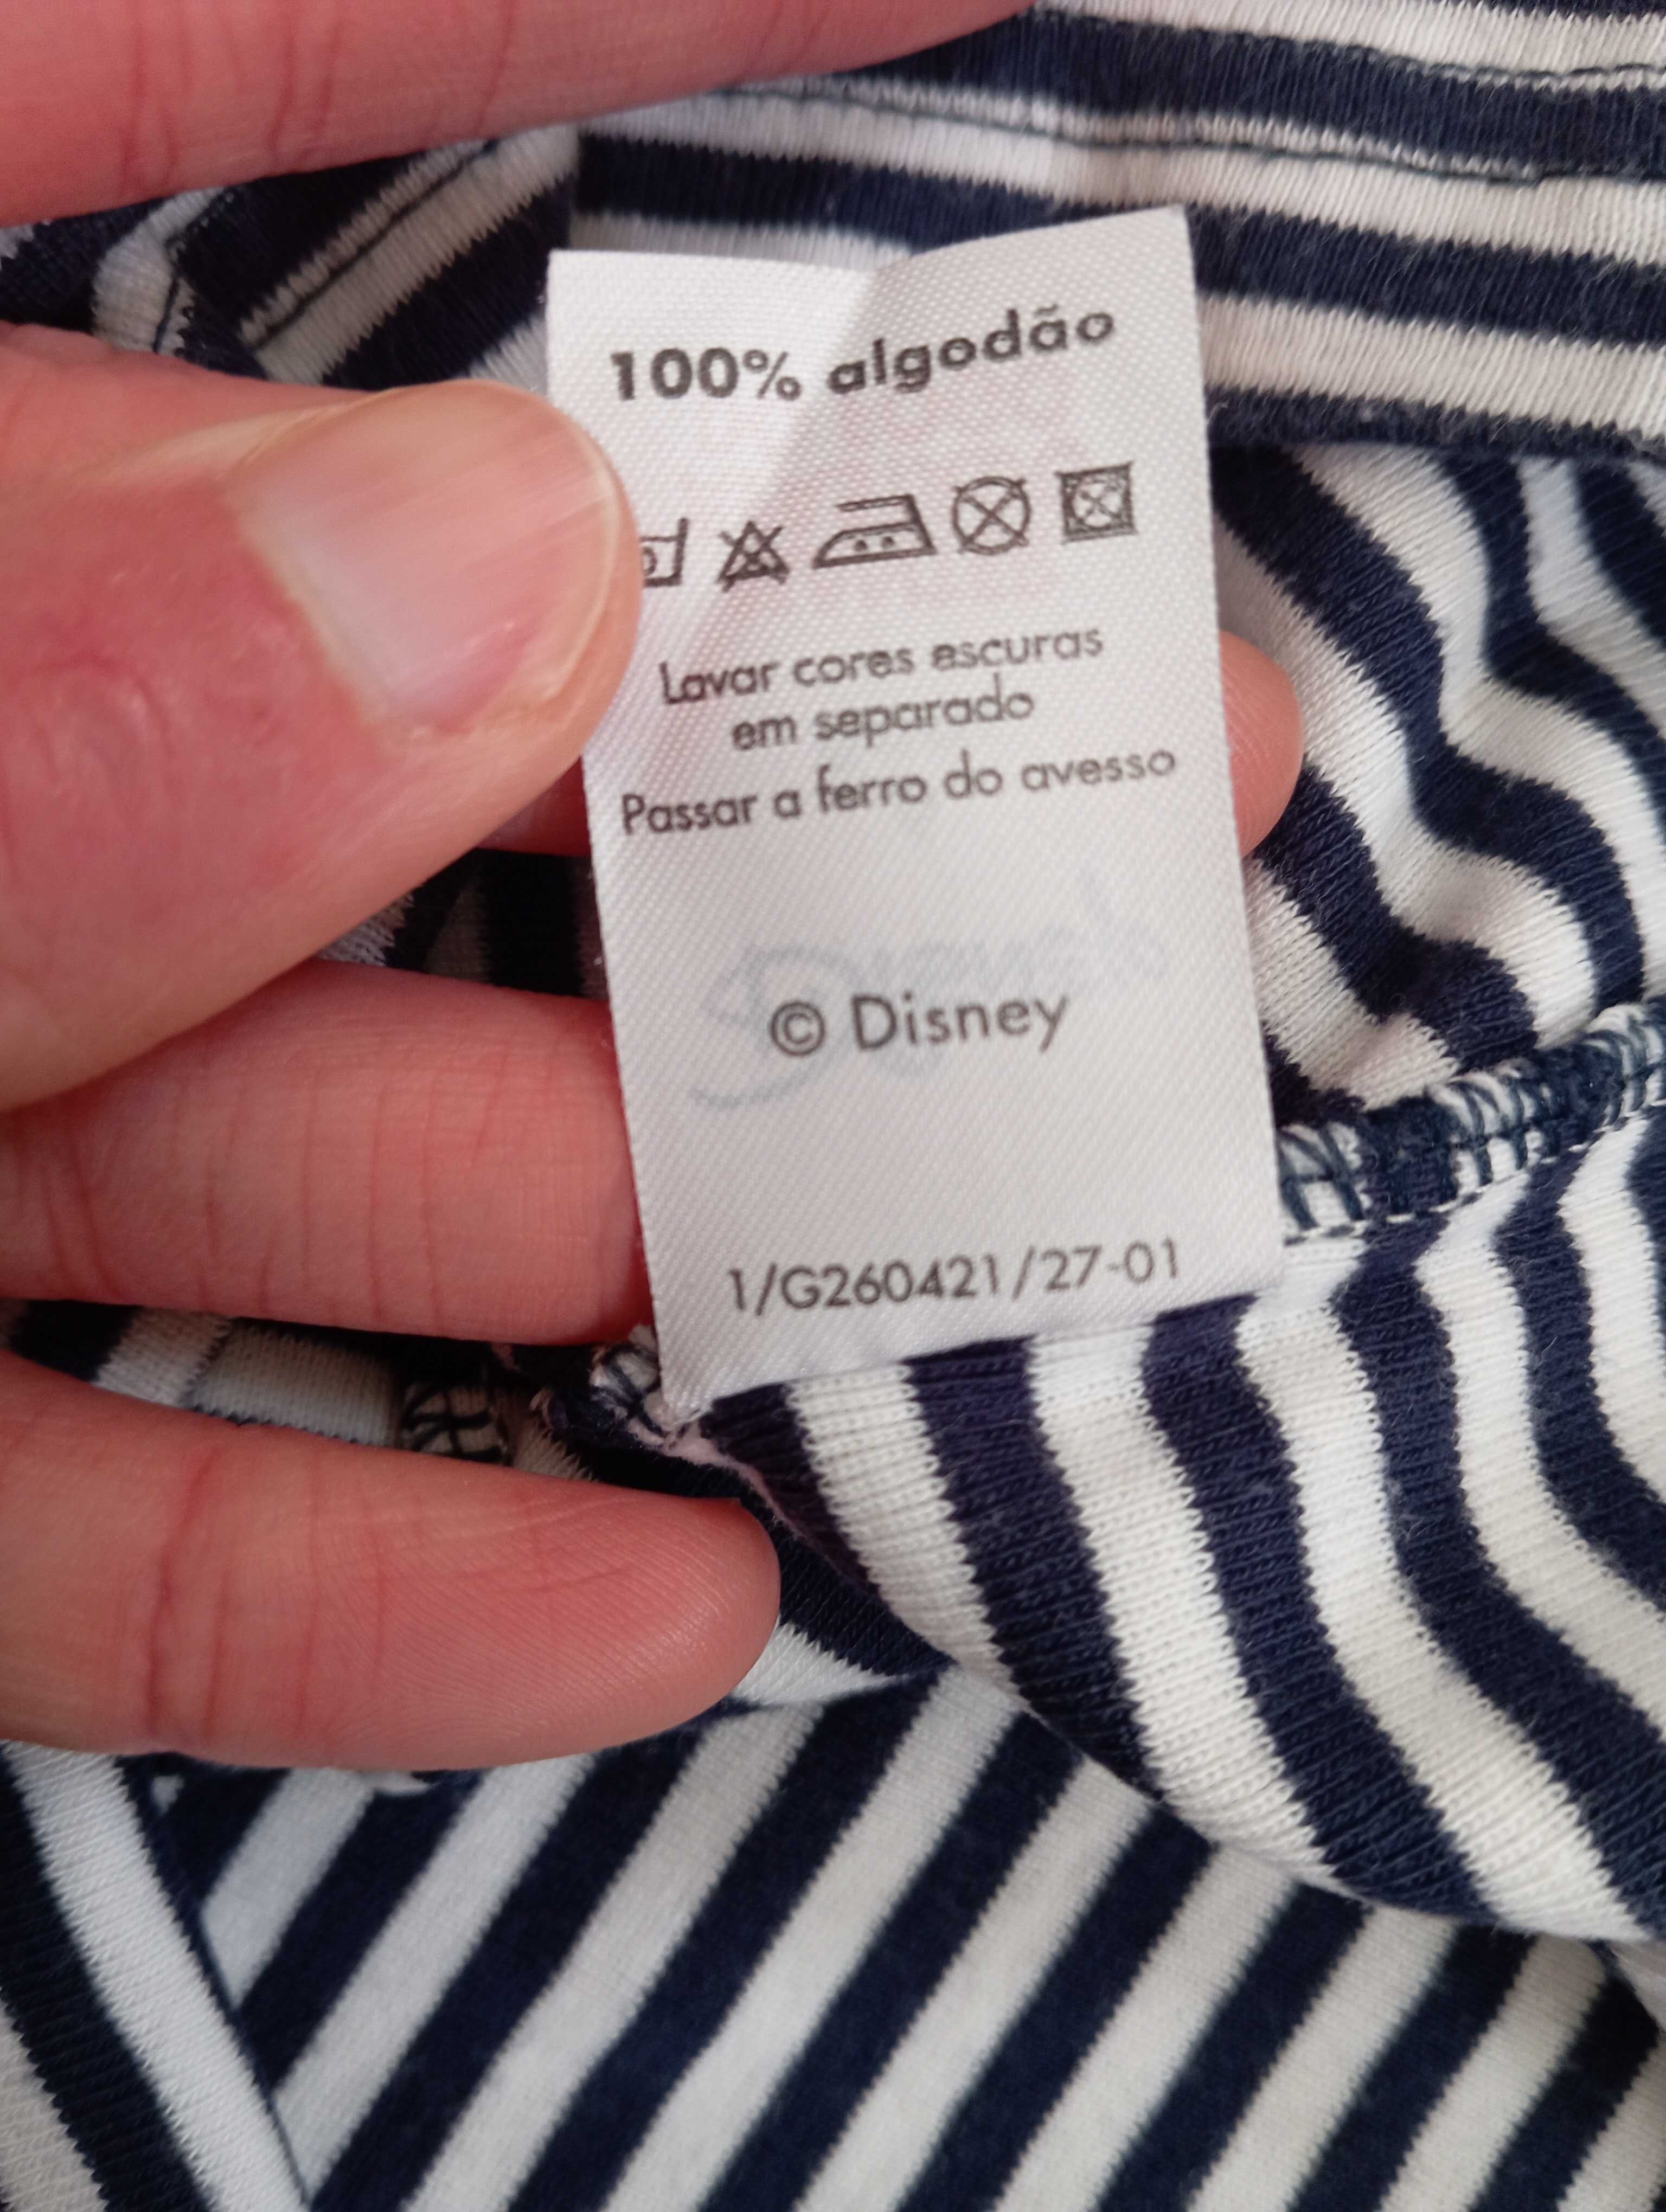 100% algodão
Lavar cores escuras
em separado
Passar a ferro do avesso
© Disney
1/G260421/27-01